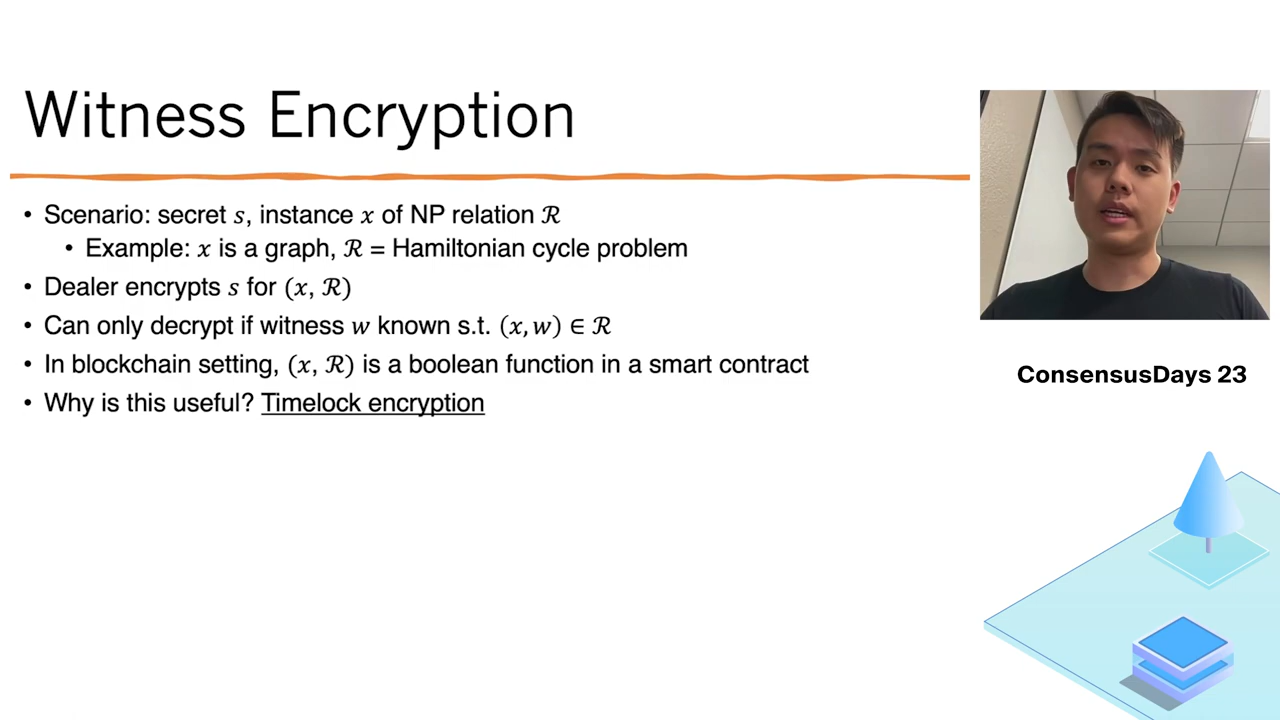 Witness Encryption
• Scenario: secret 𝑠, instance 𝑥 of NP relation ℛ
• Example: 𝑥 is a graph, ℛ = Hamiltonian cycle problem
• Dealer encrypts 𝑠 for (𝑥, ℛ)
• Can only decrypt if witness 𝑤 known s.t. (𝑥, 𝑤) ∈ ℛ
• In blockchain setting, (𝑥, ℛ) is a boolean function in a smart contract
• Why is this useful? Timelock encryption
ConsensusDays 23